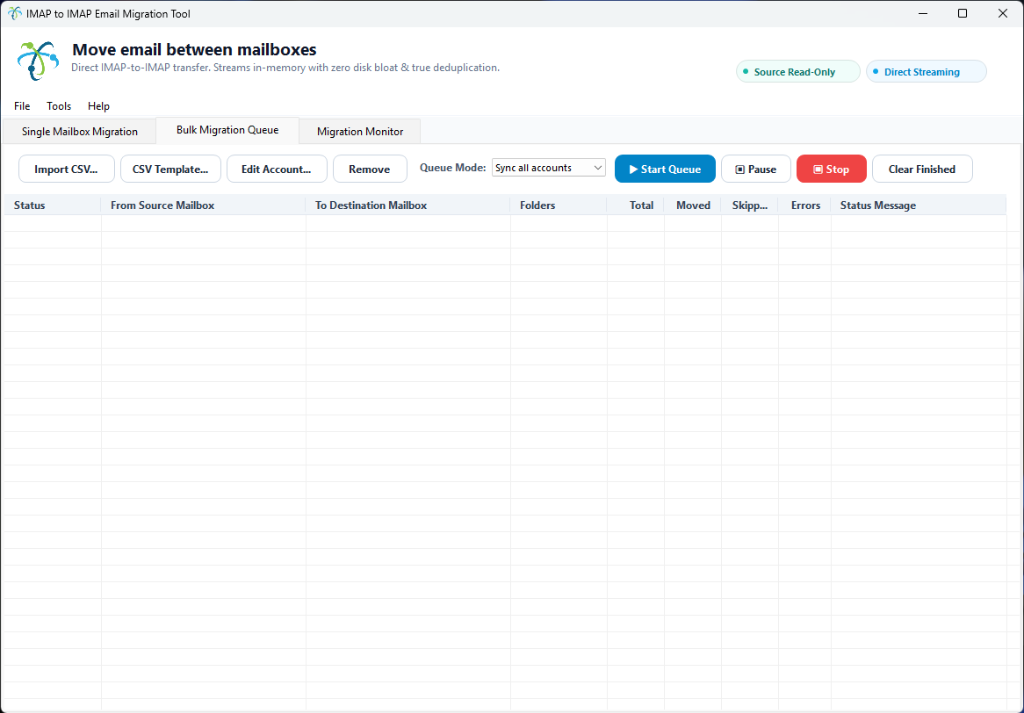 IMAP to IMAP Email Migration Tool
Move email between mailboxes
Direct IMAP-to-IMAP transfer. Streams in-memory with zero disk bloat & true deduplication.
Source Read-Only
Direct Streaming
File Tools Help
Single Mailbox Migration Bulk Migration Queue Migration Monitor
Import CSV... CSV Template... Edit Account... Remove Queue Mode: Sync all accounts Start Queue Pause Stop Clear Finished
Status From Source Mailbox To Destination Mailbox Folders Total Moved Skipp... Errors Status Message